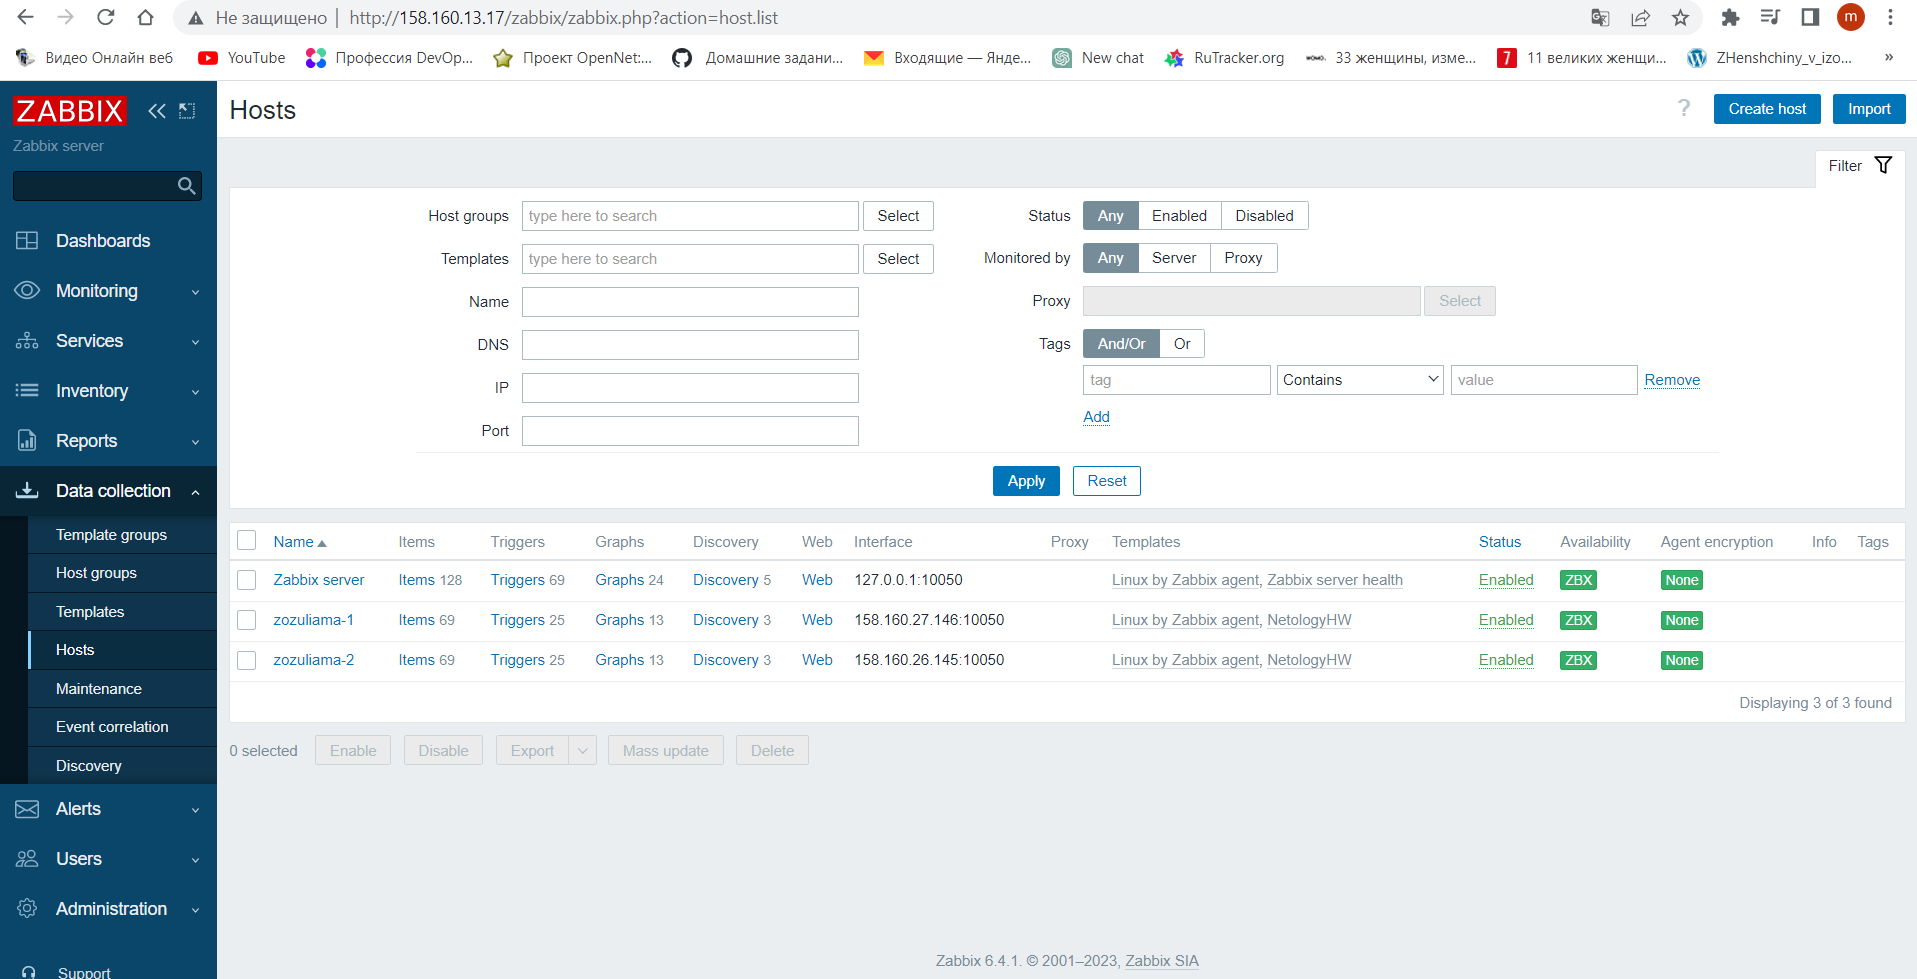 Не защищено | http://158.160.13.17/zabbix/zabbix.php?action=host.list m
Видео Онлайн веб YouTube Профессия DevOp... Проект OpenNet:... Домашние задани... Входящие — Янде... New chat RuTracker.org 33 женщины, изме... 7 11 великих женщи... ZHenshchiny_v_izo... »
ZABBIX
Zabbix server
Dashboards
Monitoring
Services
Inventory
Reports
Data collection
Template groups
Host groups
Templates
Hosts
Maintenance
Event correlation
Discovery
Alerts
Users
Administration
Support
Hosts ? Create host Import
Filter
Host groups type here to search Select
Templates type here to search Select
Name
DNS
IP
Port
Status Any Enabled Disabled
Monitored by Any Server Proxy
Proxy Select
Tags And/Or Or
tag Contains value Remove
Add
Apply Reset
Name Items Triggers Graphs Discovery Web Interface Proxy Templates Status Availability Agent encryption Info Tags
Zabbix server Items 128 Triggers 69 Graphs 24 Discovery 5 Web 127.0.0.1:10050 Linux by Zabbix agent, Zabbix server health Enabled ZBX None
zozuliama-1 Items 69 Triggers 25 Graphs 13 Discovery 3 Web 158.160.27.146:10050 Linux by Zabbix agent, NetologyHW Enabled ZBX None
zozuliama-2 Items 69 Triggers 25 Graphs 13 Discovery 3 Web 158.160.26.145:10050 Linux by Zabbix agent, NetologyHW Enabled ZBX None
Displaying 3 of 3 found
0 selected Enable Disable Export Mass update Delete
Zabbix 6.4.1. © 2001–2023, Zabbix SIA